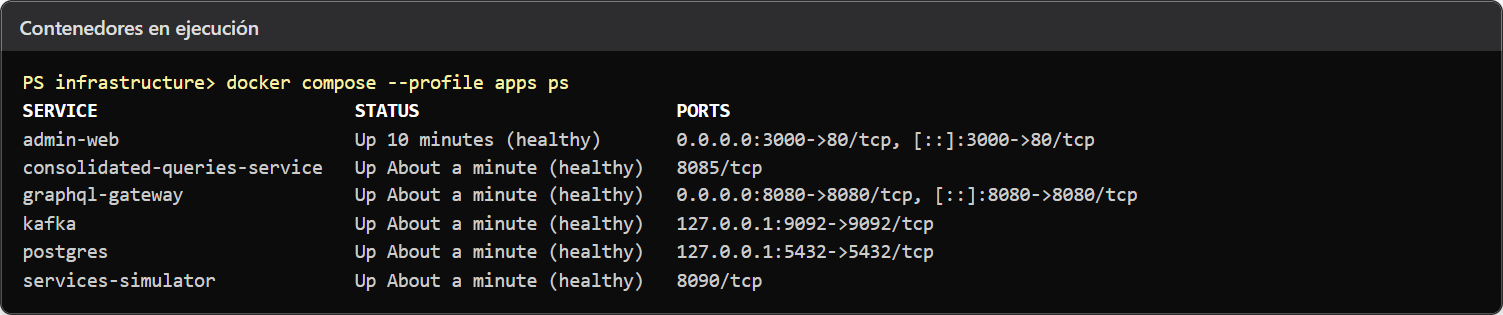 Contenedores en ejecución
PS infrastructure> docker compose --profile apps ps
SERVICE STATUS PORTS
admin-web Up 10 minutes (healthy) 0.0.0.0:3000->80/tcp, [::]:3000->80/tcp
consolidated-queries-service Up About a minute (healthy) 8085/tcp
graphql-gateway Up About a minute (healthy) 0.0.0.0:8080->8080/tcp, [::]:8080->8080/tcp
kafka Up About a minute (healthy) 127.0.0.1:9092->9092/tcp
postgres Up About a minute (healthy) 127.0.0.1:5432->5432/tcp
services-simulator Up About a minute (healthy) 8090/tcp